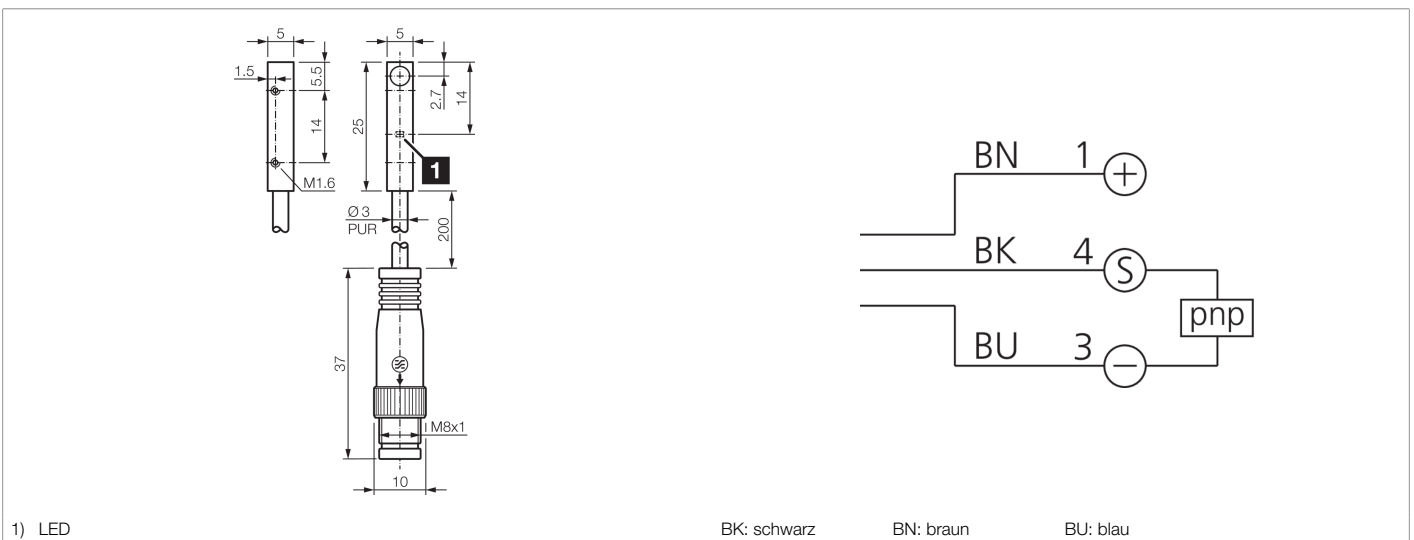 5
5
1.5
5.5
2.7
14
14
25
1
M1.6
Ø 3
PUR
200
37
M8x1
10
BN 1
+
BK 4
S
pnp
BU 3
−
1) LED
BK: schwarz BN: braun BU: blau